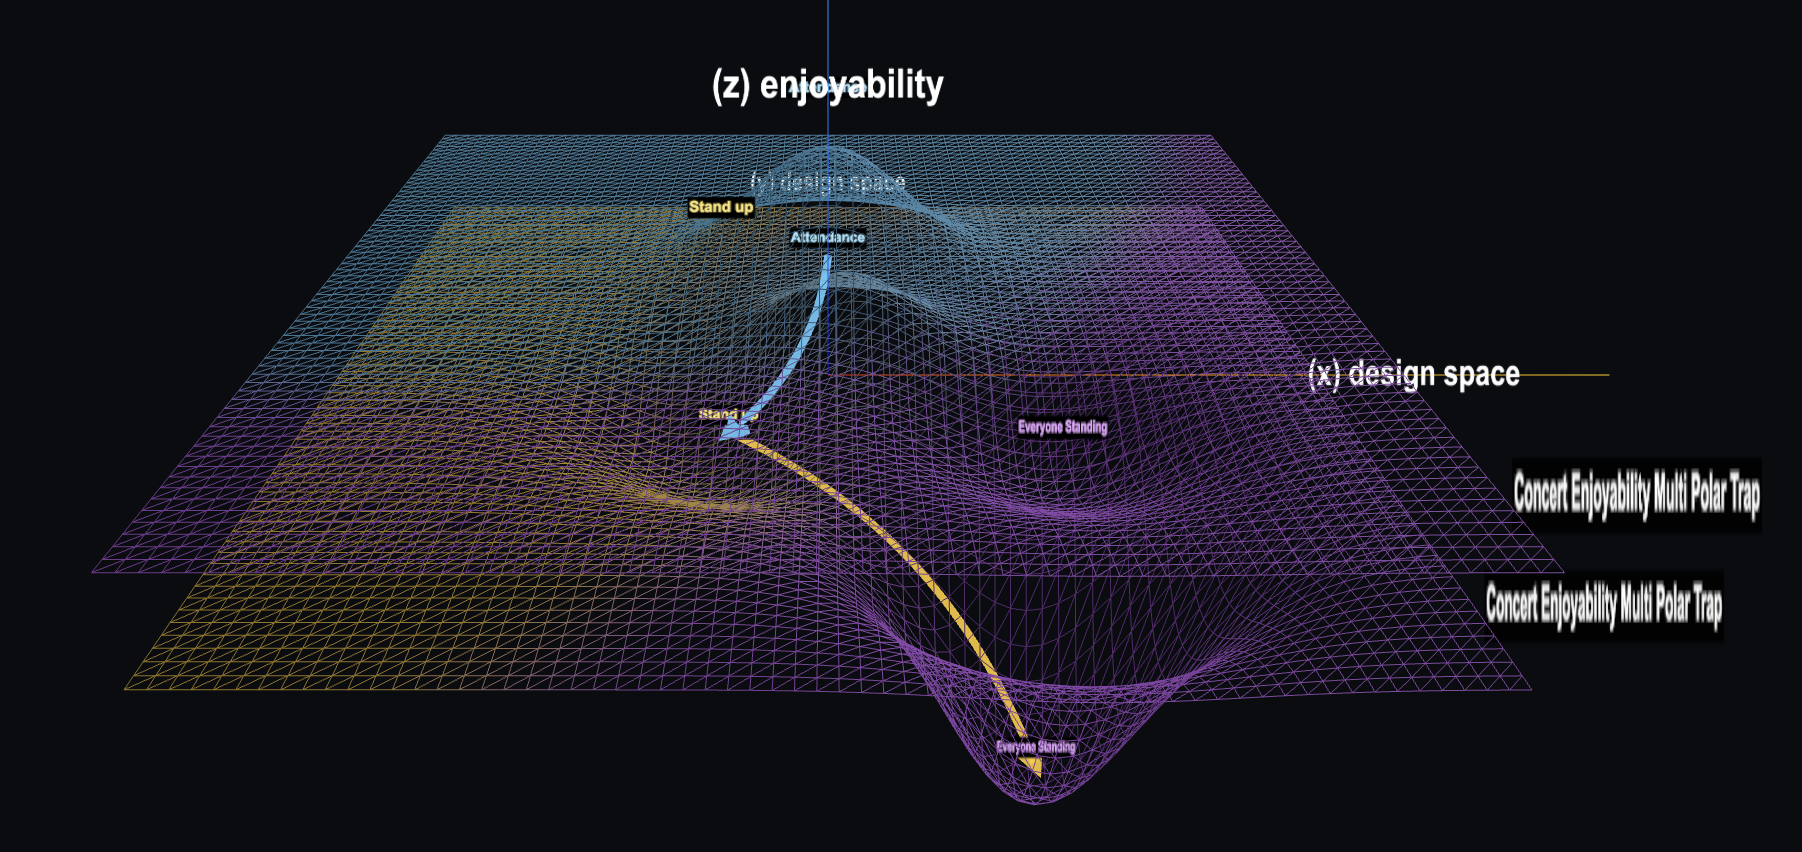 (z) enjoyability
Attendance
(y) design space
Stand up
Attendance
(x) design space
Stand up
Everyone Standing
Concert Enjoyability Multi Polar Trap
Concert Enjoyability Multi Polar Trap
Everyone Standing